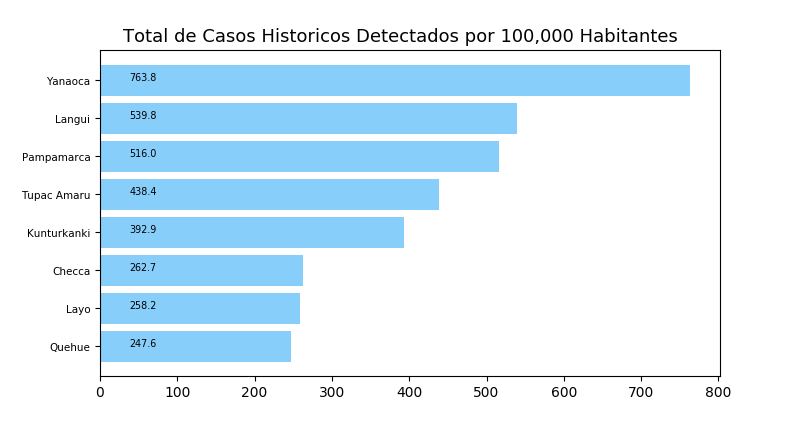 Total de Casos Historicos Detectados por 100,000 Habitantes
Yanaoca 763.8
Langui 539.8
Pampamarca 516.0
Tupac Amaru 438.4
Kunturkanki 392.9
Checca 262.7
Layo 258.2
Quehue 247.6
0 100 200 300 400 500 600 700 800